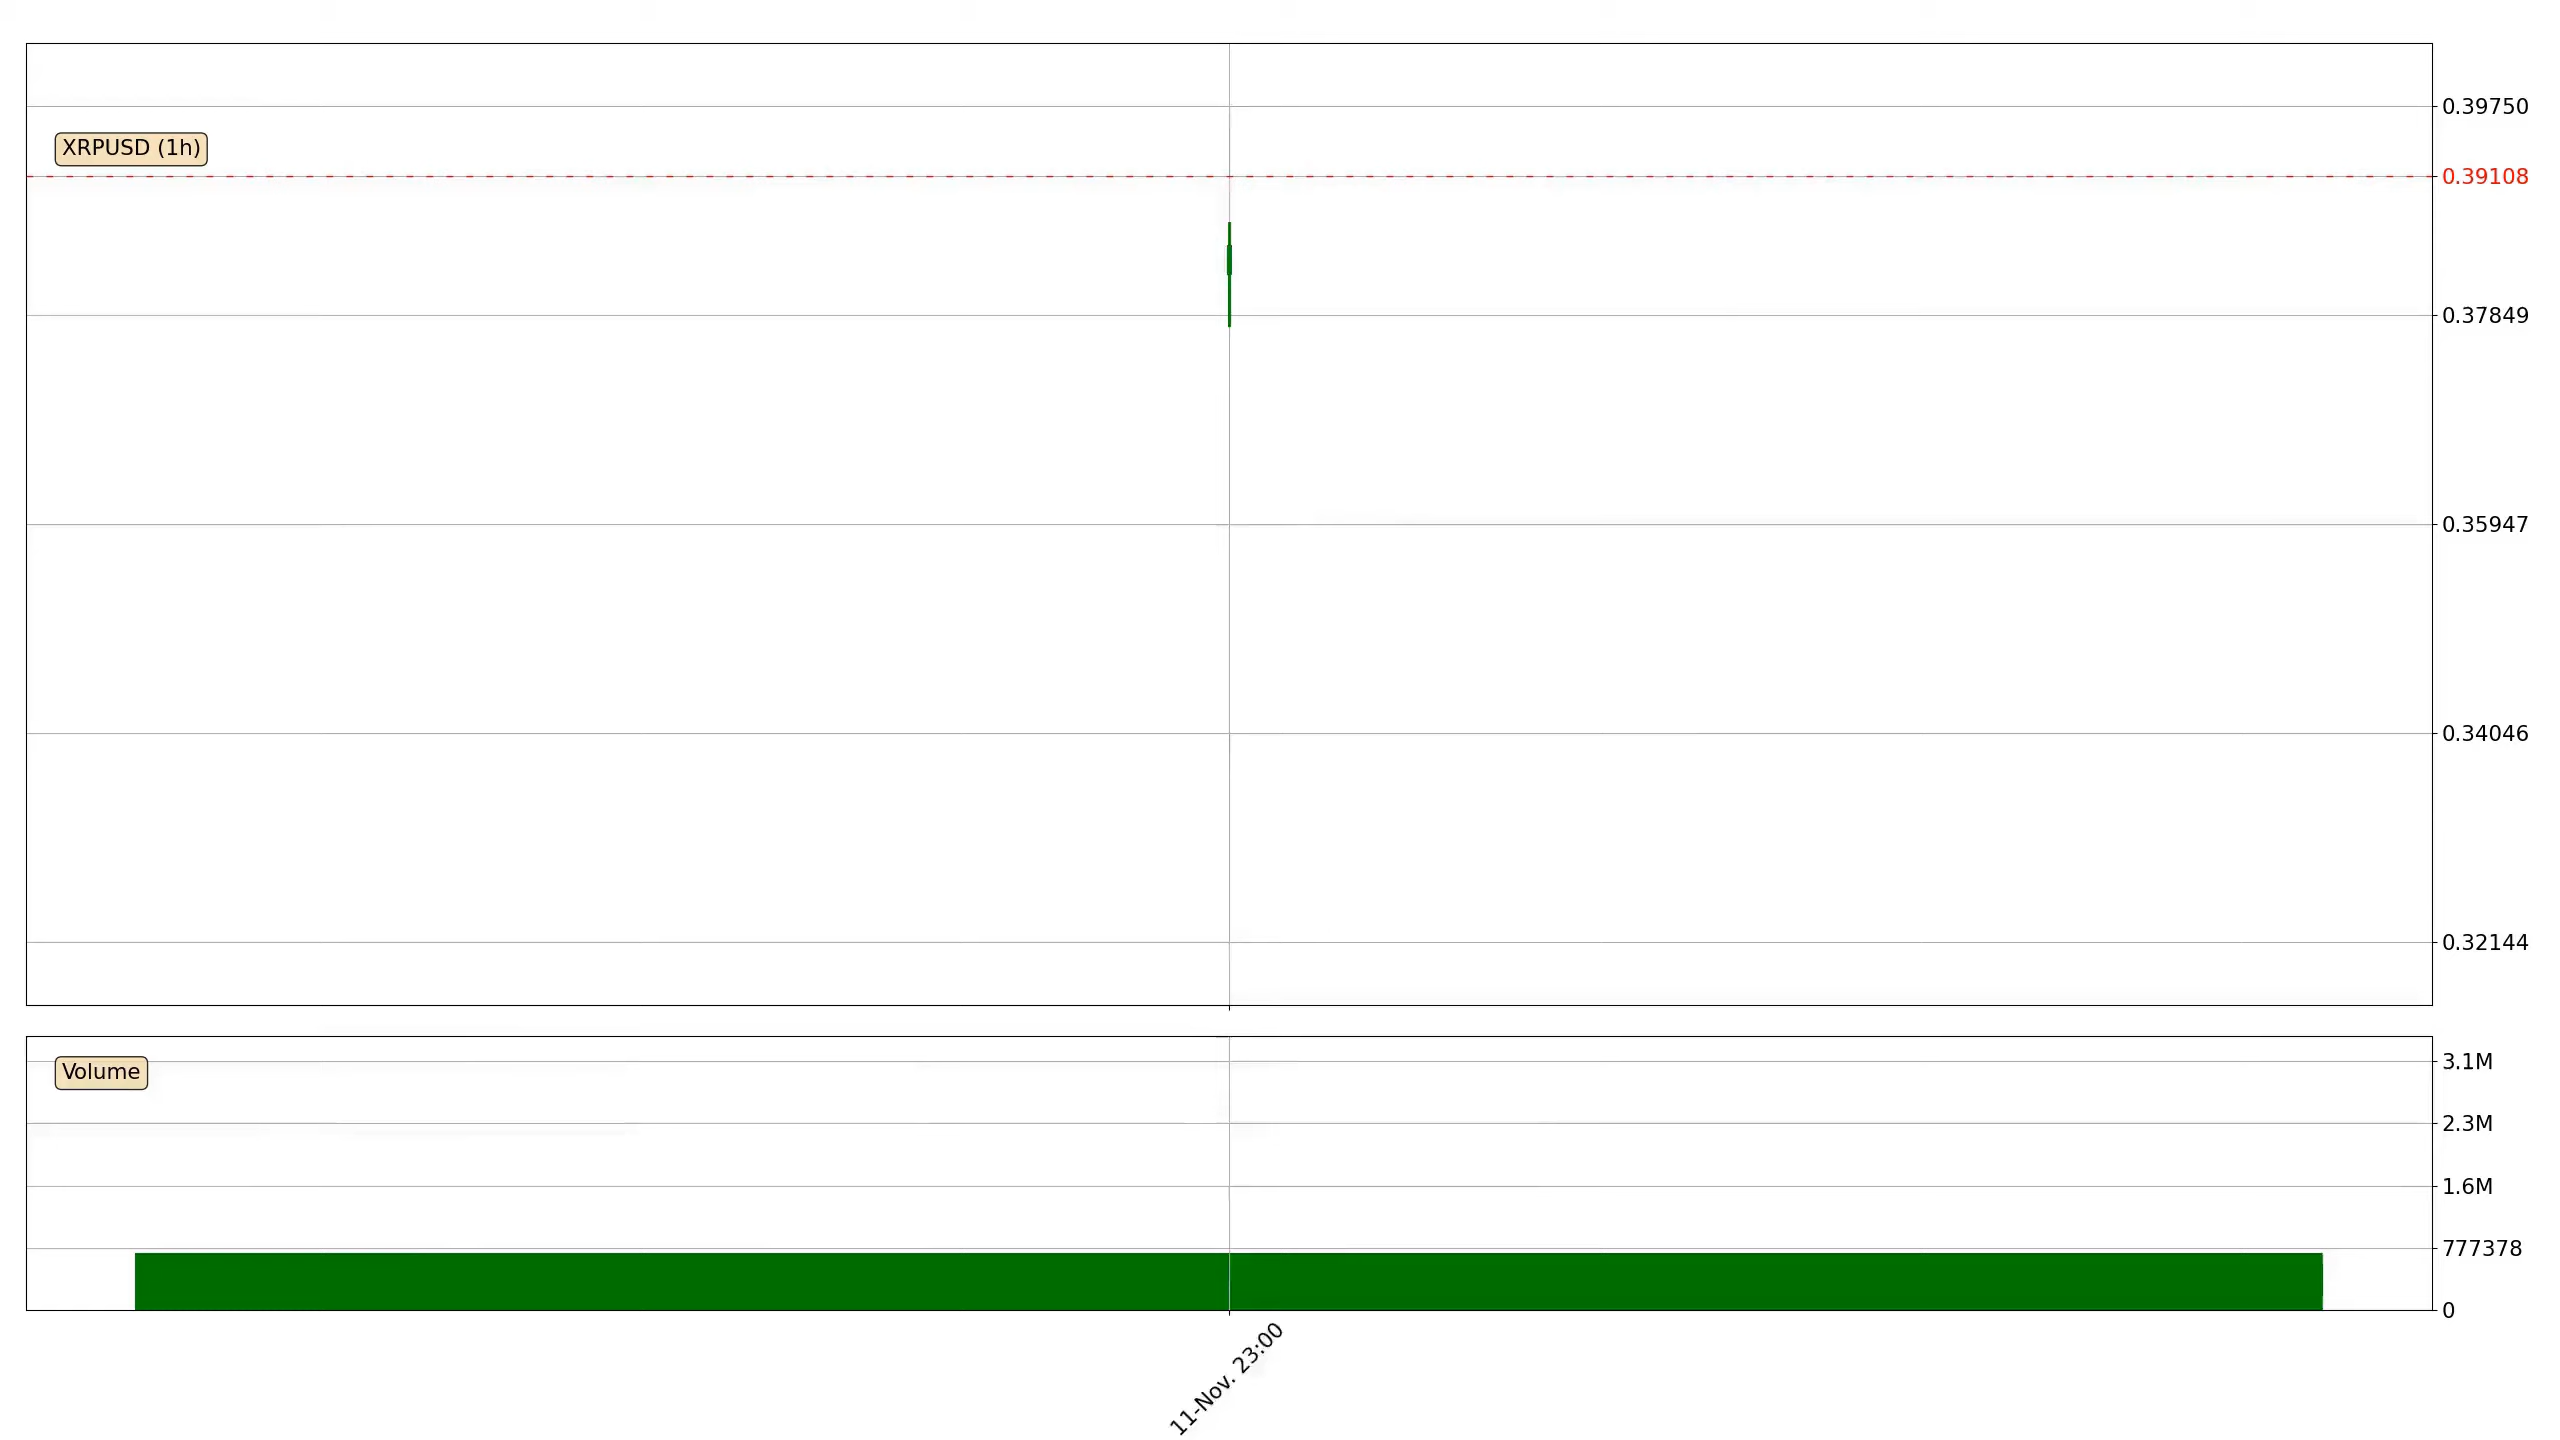 0.39750
XRPUSD (1h)
0.39108
0.37849
0.35947
0.34046
0.32144
Volume
3.1M
2.3M
1.6M
777378
0
11-Nov. 23:00